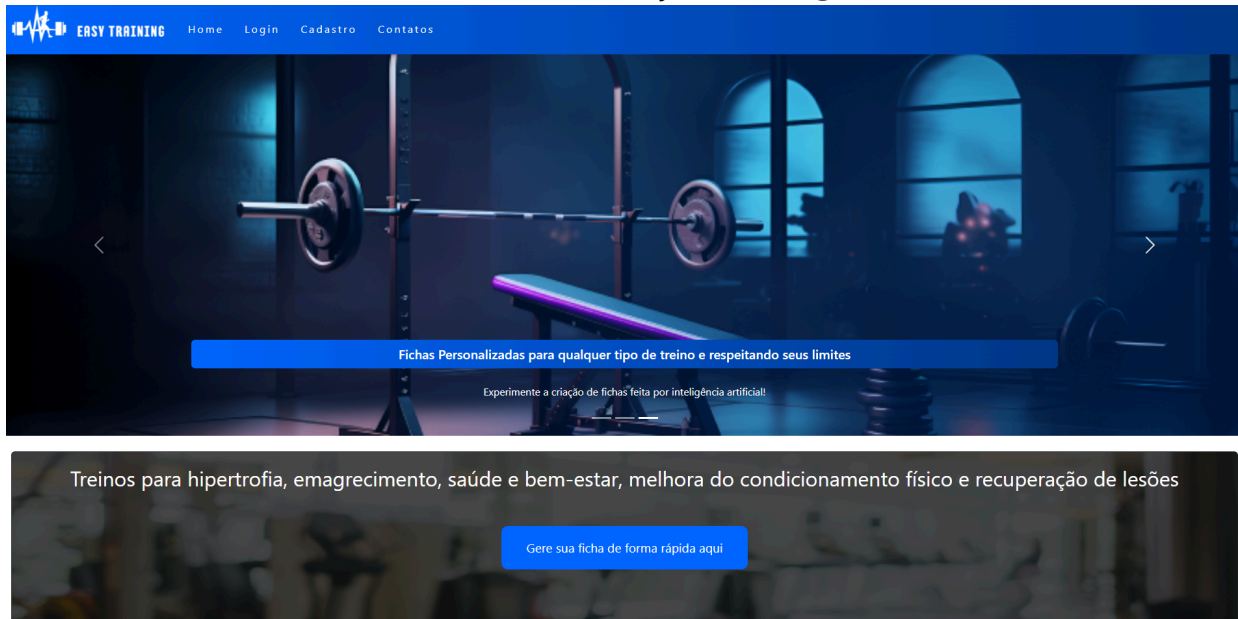 EASY TRAINING Home Login Cadastro Contatos
Fichas Personalizadas para qualquer tipo de treino e respeitando seus limites
Experimente a criação de fichas feita por inteligência artificial!
Treinos para hipertrofia, emagrecimento, saúde e bem-estar, melhora do condicionamento físico e recuperação de lesões
Gere sua ficha de forma rápida aqui